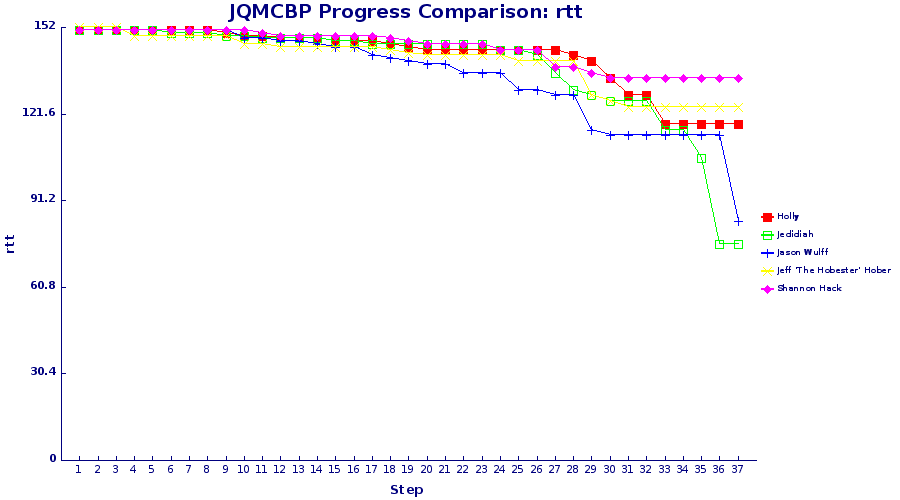 JQMCBP Progress Comparison: rtt
152
121.6
91.2
60.8
30.4
0
rtt
1 2 3 4 5 6 7 8 9 10 11 12 13 14 15 16 17 18 19 20 21 22 23 24 25 26 27 28 29 30 31 32 33 34 35 36 37
Step
Holly
Jedidiah
Jason Wulff
Jeff 'The Hobester' Hober
Shannon Hack